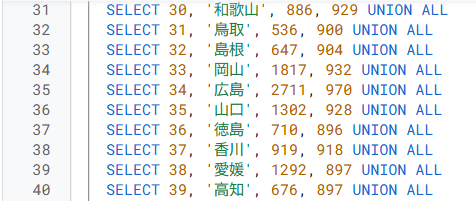 31 SELECT 30, '和歌山', 886, 929 UNION ALL
32 SELECT 31, '鳥取', 536, 900 UNION ALL
33 SELECT 32, '島根', 647, 904 UNION ALL
34 SELECT 33, '岡山', 1817, 932 UNION ALL
35 SELECT 34, '広島', 2711, 970 UNION ALL
36 SELECT 35, '山口', 1302, 928 UNION ALL
37 SELECT 36, '徳島', 710, 896 UNION ALL
38 SELECT 37, '香川', 919, 918 UNION ALL
39 SELECT 38, '愛媛', 1292, 897 UNION ALL
40 SELECT 39, '高知', 676, 897 UNION ALL